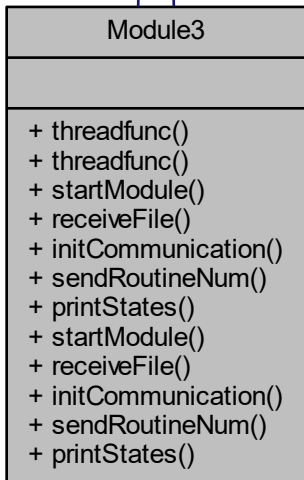 Module3
+ threadfunc()
+ threadfunc()
+ startModule()
+ receiveFile()
+ initCommunication()
+ sendRoutineNum()
+ printStates()
+ startModule()
+ receiveFile()
+ initCommunication()
+ sendRoutineNum()
+ printStates()